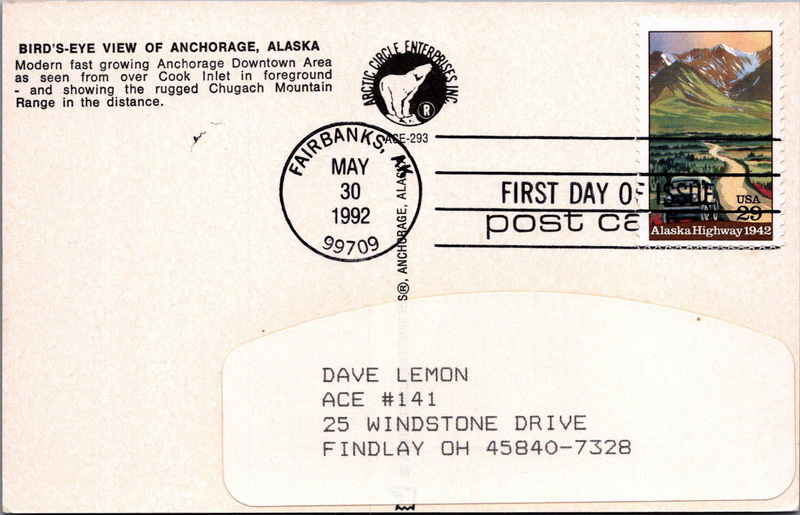 BIRD'S-EYE VIEW OF ANCHORAGE, ALASKA
Modern fast growing Anchorage Downtown Area
as seen from over Cook Inlet in foreground
- and showing the rugged Chugach Mountain
Range in the distance.
ARCTIC CIRCLE ENTERPRISES INC.
®
ACE-293
FAIRBANKS, AK
MAY
30
1992
99709
FIRST DAY OF ISSUE
post ca
S®, ANCHORAGE, ALAS
USA
29
Alaska Highway 1942
DAVE LEMON
ACE #141
25 WINDSTONE DRIVE
FINDLAY OH 45840-7328